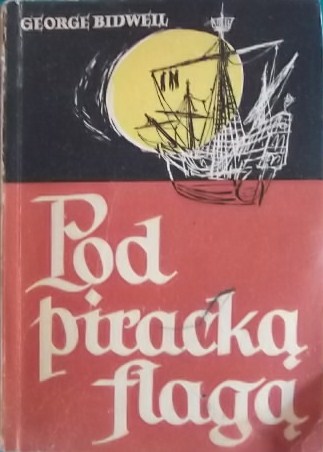 GEORGE BIDWELL
Pod
piracką
flagą